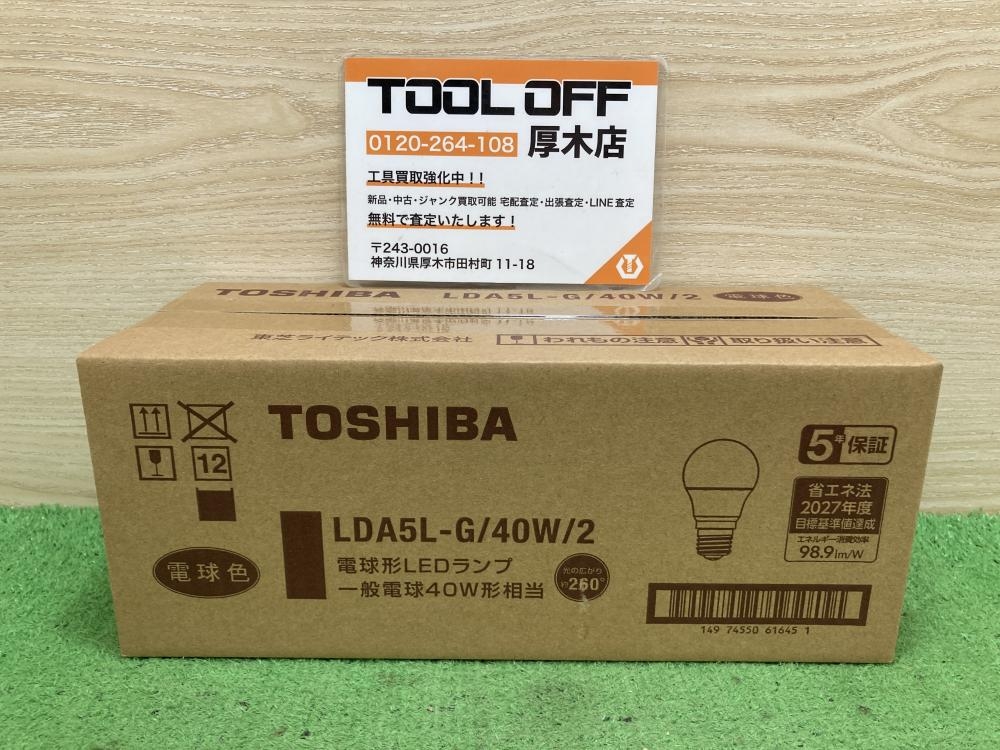 TOOL OFF
0120-264-108 厚木店
工具買取強化中！！
新品・中古・ジャンク買取可能 宅配査定・出張査定・LINE査定
無料で査定いたします！
〒243-0016
神奈川県厚木市田村町 11-18
TOSHIBA LDA5L-G/40W/2 電球色
東芝ライテック株式会社 われもの注意 取り扱い注意
TOSHIBA
12
5年保証
省エネ法
2027年度
目標基準値達成
エネルギー消費効率
98.9lm/W
LDA5L-G/40W/2
電球色
電球形LEDランプ
一般電球40W形相当
光の広がり
約260°
149 74550 61645 1